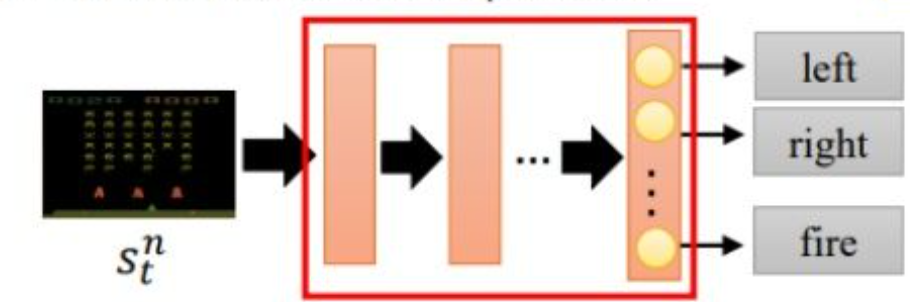 left
right
...
fire
s_t^n